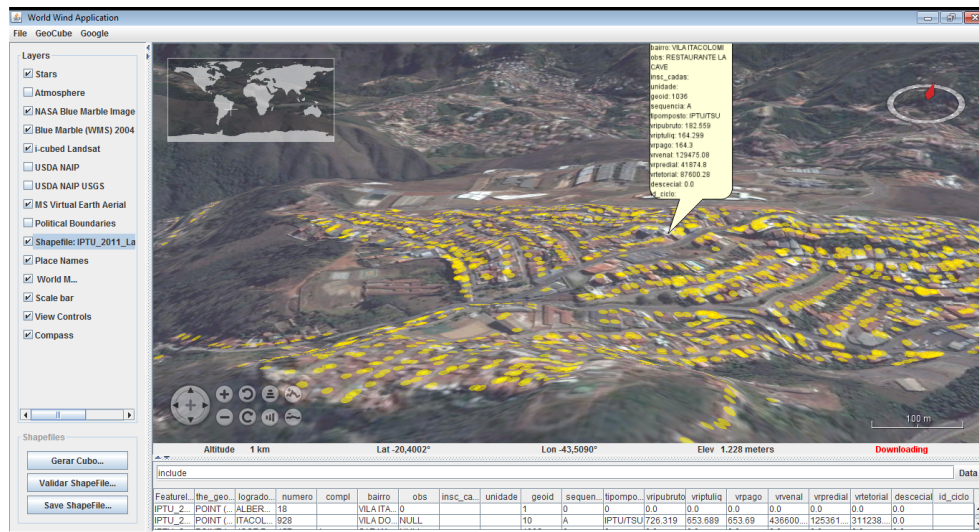 World Wind Application
File GeoCube Google
Layers
Stars
Atmosphere
NASA Blue Marble Image
Blue Marble (WMS) 2004
i-cubed Landsat
USDA NAIP
USDA NAIP USGS
MS Virtual Earth Aerial
Political Boundaries
Shapefile: IPTU_2011_La
Place Names
World M...
Scale bar
View Controls
Compass
Shapefiles
Gerar Cubo...
Validar ShapeFile...
Save ShapeFile...
bairro: VILA ITACOLOMI
obs: RESTAURANTE LA
CAVE
insc_cadas:
unidade:
geoid: 1036
sequencia: A
tipomposto: IPTU/TSU
vripubruto: 182.559
vriptuliq: 164.299
vrpago: 164.3
vrvenal: 129475.08
vrpredial: 41874.8
vrtetorial: 87600.28
descecial: 0.0
id_ciclo:
100 m
Altitude 1 km Lat -20,4002° Lon -43,5090° Elev 1.228 meters Downloading
include Data
Featurel... the_geo... logrado... numero compl bairro obs insc_ca... unidade geoid sequen... tipompo... vripubruto vriptuliq vrpago vrvenal vrpredial vrtetorial descecial id_ciclo
IPTU_2... POINT (... ALBER... 18 VILA ITA... 0 1 0 0 0.0 0.0 0.0 0.0 0.0 0.0 0.0
IPTU_2... POINT (... ITACOL... 928 VILA DO... NULL 10 A IPTU/TSU 726.319 653.689 653.69 436600... 125361... 311238... 0.0